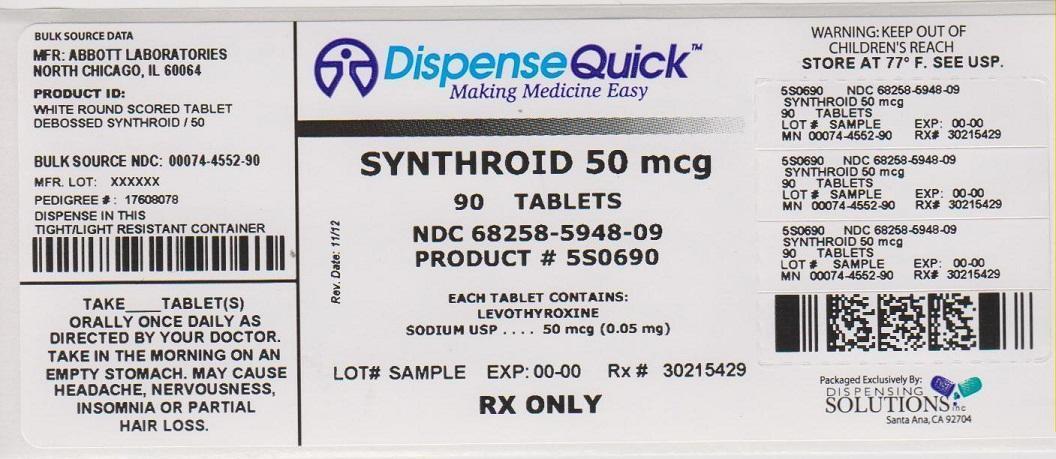 BULK SOURCE DATA
MFR: ABBOTT LABORATORIES
NORTH CHICAGO, IL 60064
PRODUCT ID:
WHITE ROUND SCORED TABLET
DEBOSSED SYNTHROID / 50
BULK SOURCE NDC: 00074-4552-90
MFR. LOT: XXXXXX
PEDIGREE # : 17608078
DISPENSE IN THIS
TIGHT/LIGHT RESISTANT CONTAINER
TAKE____TABLET(S)
ORALLY ONCE DAILY AS
DIRECTED BY YOUR DOCTOR.
TAKE IN THE MORNING ON AN
EMPTY STOMACH. MAY CAUSE
HEADACHE, NERVOUSNESS,
INSOMNIA OR PARTIAL
HAIR LOSS.
DispenseQuick™
Making Medicine Easy
SYNTHROID 50 mcg
90 TABLETS
NDC 68258-5948-09
PRODUCT # 5S0690
Rev. Date: 11/12
EACH TABLET CONTAINS:
LEVOTHYROXINE
SODIUM USP . . . . 50 mcg (0.05 mg)
LOT# SAMPLE EXP: 00-00 Rx # 30215429
RX ONLY
WARNING: KEEP OUT OF
CHILDREN'S REACH
STORE AT 77° F. SEE USP.
5S0690 NDC 68258-5948-09
SYNTHROID 50 mcg
90 TABLETS
LOT # SAMPLE EXP: 00-00
MN 00074-4552-90 RX# 30215429
5S0690 NDC 68258-5948-09
SYNTHROID 50 mcg
90 TABLETS
LOT # SAMPLE EXP: 00-00
MN 00074-4552-90 RX# 30215429
5S0690 NDC 68258-5948-09
SYNTHROID 50 mcg
90 TABLETS
LOT # SAMPLE EXP: 00-00
MN 00074-4552-90 RX# 30215429
Packaged Exclusively By:
DISPENSING
SOLUTIONS inc
Santa Ana, CA 92704